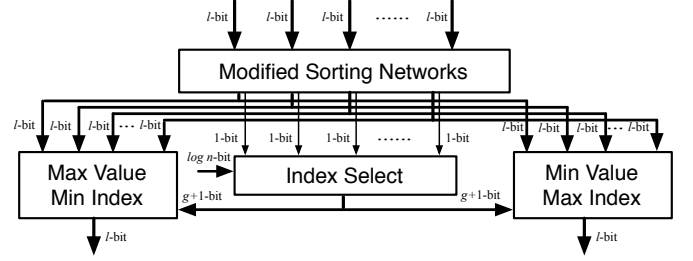 l-bit l-bit l-bit ...... l-bit
Modified Sorting Networks
l-bit l-bit l-bit ... l-bit 1-bit 1-bit 1-bit ...... 1-bit l-bit l-bit l-bit ... l-bit
log n-bit
Max Value
Min Index
Index Select
Min Value
Max Index
g+1-bit g+1-bit
l-bit l-bit